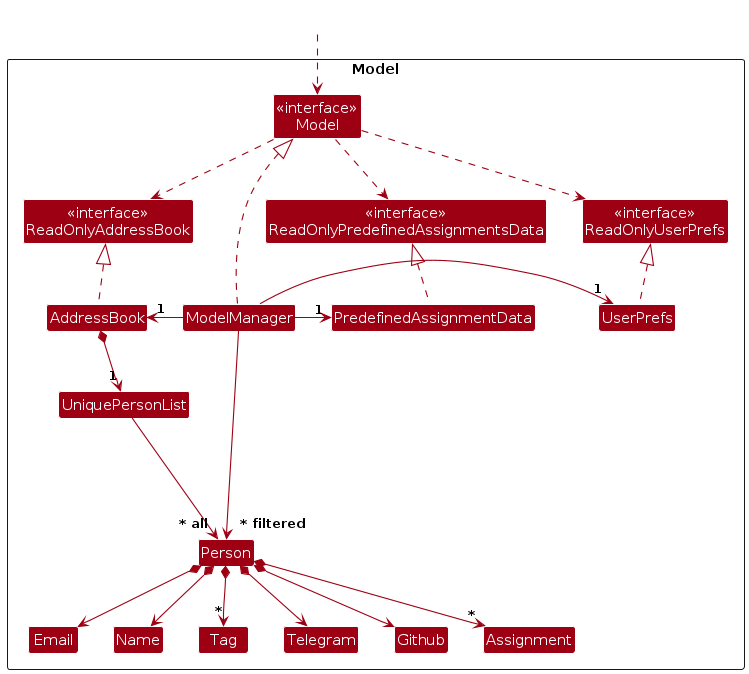 Model
«interface»
Model
«interface»
ReadOnlyAddressBook
«interface»
ReadOnlyPredefinedAssignmentsData
«interface»
ReadOnlyUserPrefs
1
1
1
AddressBook
ModelManager
PredefinedAssignmentData
UserPrefs
1
UniquePersonList
* all
* filtered
Person
*
*
Email
Name
Tag
Telegram
Github
Assignment